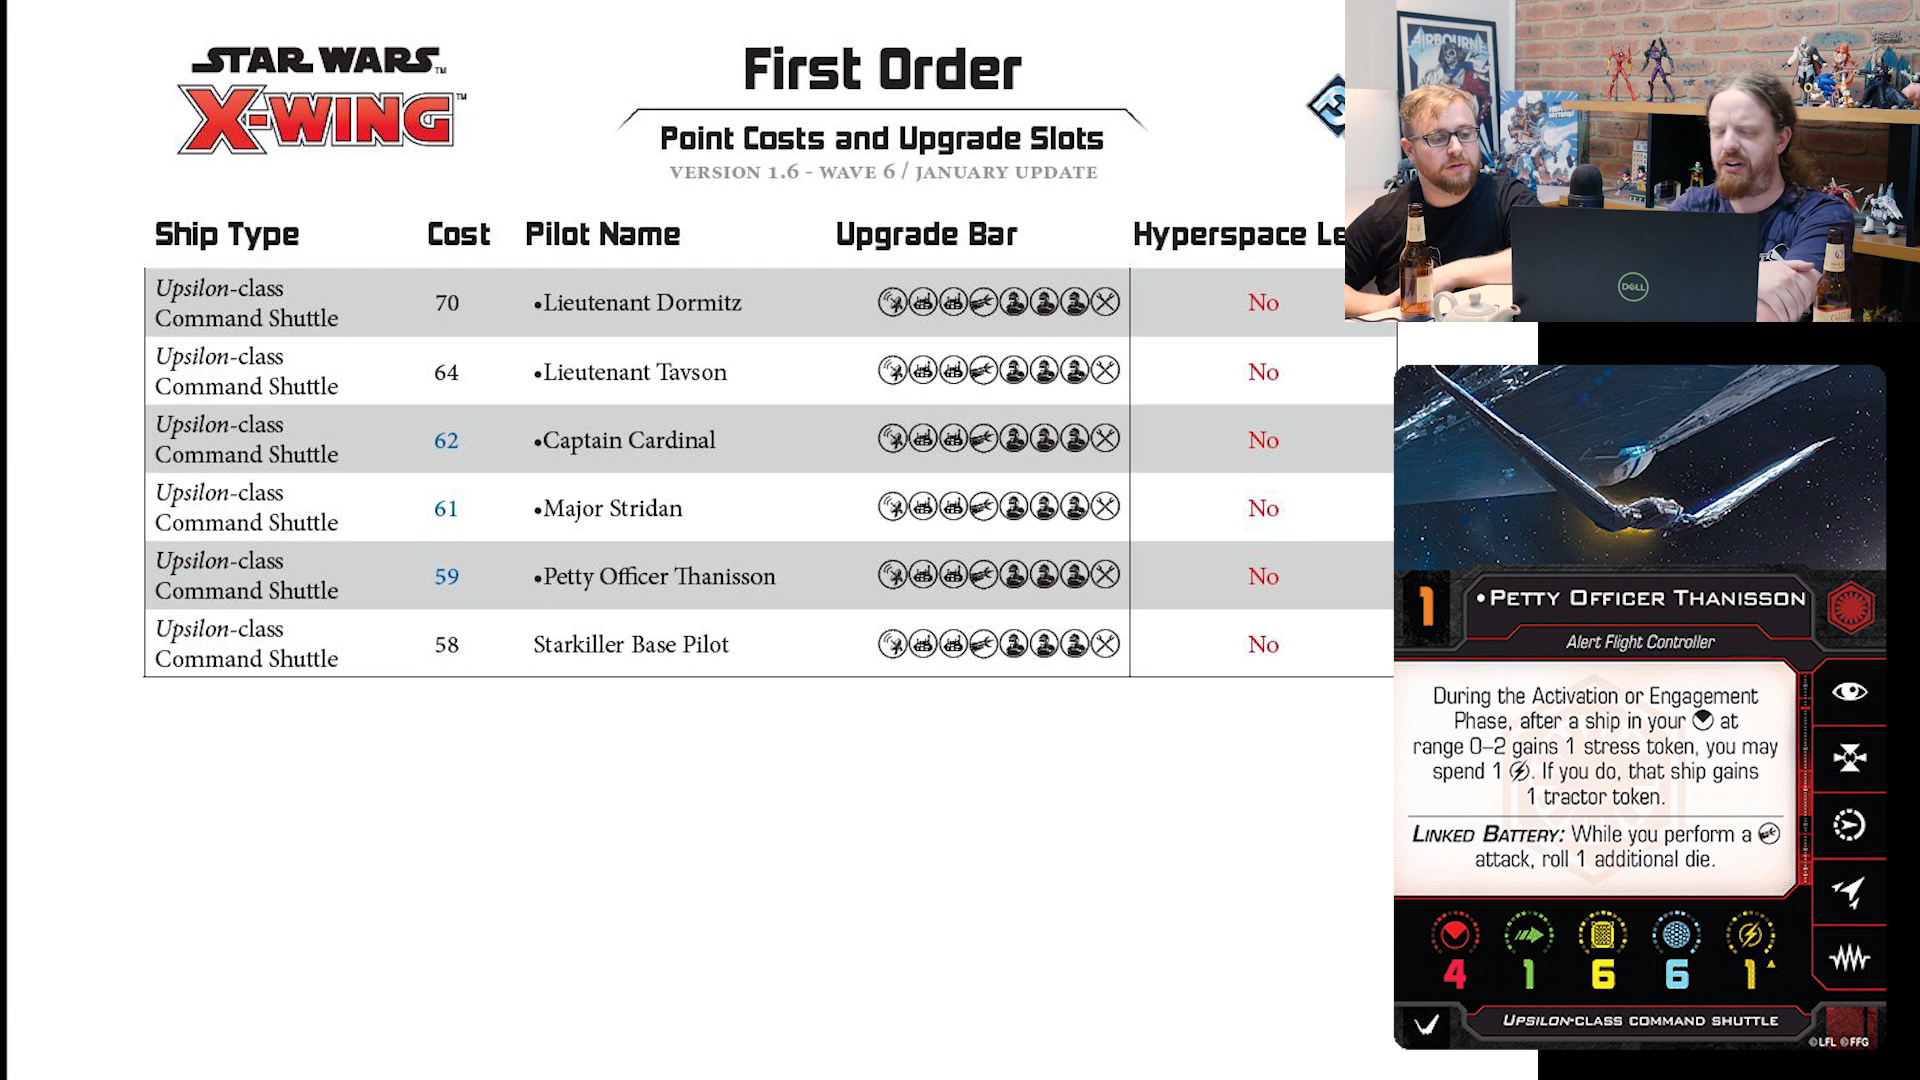 STAR WARS™
X-WING™
First Order
Point Costs and Upgrade Slots
VERSION 1.6 - WAVE 6 / JANUARY UPDATE
Ship Type Cost Pilot Name Upgrade Bar Hyperspace Le
Upsilon-class
Command Shuttle 70 •Lieutenant Dormitz No
Upsilon-class
Command Shuttle 64 •Lieutenant Tavson No
Upsilon-class
Command Shuttle 62 •Captain Cardinal No
Upsilon-class
Command Shuttle 61 •Major Stridan No
Upsilon-class
Command Shuttle 59 •Petty Officer Thanisson No
Upsilon-class
Command Shuttle 58 Starkiller Base Pilot No
AIRBOURNE
DELL
1 •PETTY OFFICER THANISSON
Alert Flight Controller
During the Activation or Engagement
Phase, after a ship in your at
range 0–2 gains 1 stress token, you may
spend 1 . If you do, that ship gains
1 tractor token.
LINKED BATTERY: While you perform a
attack, roll 1 additional die.
4 1 6 6 1
UPSILON-CLASS COMMAND SHUTTLE
©LFL ©FFG